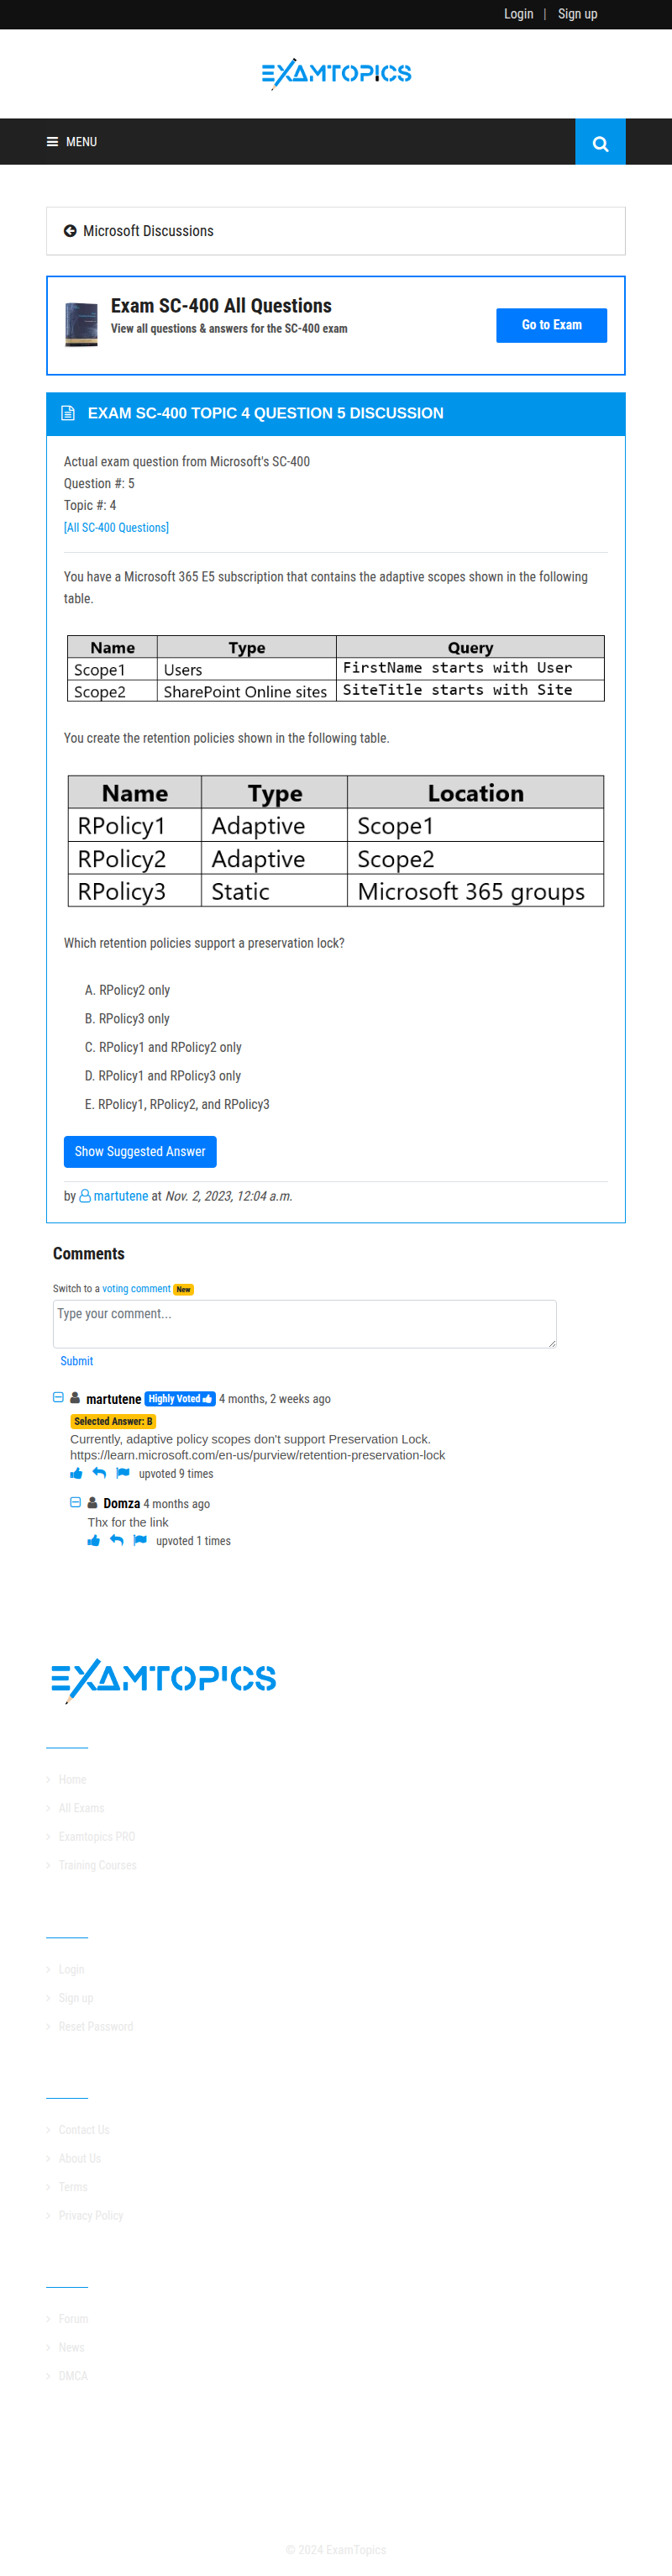 Login | Sign up
EXAMTOPICS
MENU
Microsoft Discussions
Exam SC-400 All Questions
View all questions & answers for the SC-400 exam
Go to Exam
EXAM SC-400 TOPIC 4 QUESTION 5 DISCUSSION
Actual exam question from Microsoft's SC-400
Question #: 5
Topic #: 4
[All SC-400 Questions]
You have a Microsoft 365 E5 subscription that contains the adaptive scopes shown in the following
table.
Name Type Query
Scope1 Users FirstName starts with User
Scope2 SharePoint Online sites SiteTitle starts with Site
You create the retention policies shown in the following table.
Name Type Location
RPolicy1 Adaptive Scope1
RPolicy2 Adaptive Scope2
RPolicy3 Static Microsoft 365 groups
Which retention policies support a preservation lock?
A. RPolicy2 only
B. RPolicy3 only
C. RPolicy1 and RPolicy2 only
D. RPolicy1 and RPolicy3 only
E. RPolicy1, RPolicy2, and RPolicy3
Show Suggested Answer
by martutene at Nov. 2, 2023, 12:04 a.m.
Comments
Switch to a voting comment New
Type your comment...
Submit
martutene Highly Voted 4 months, 2 weeks ago
Selected Answer: B
Currently, adaptive policy scopes don't support Preservation Lock.
https://learn.microsoft.com/en-us/purview/retention-preservation-lock
upvoted 9 times
Domza 4 months ago
Thx for the link
upvoted 1 times
EXAMTOPICS
Home
All Exams
Examtopics PRO
Training Courses
Login
Sign up
Reset Password
Contact Us
About Us
Terms
Privacy Policy
Forum
News
DMCA
© 2024 ExamTopics